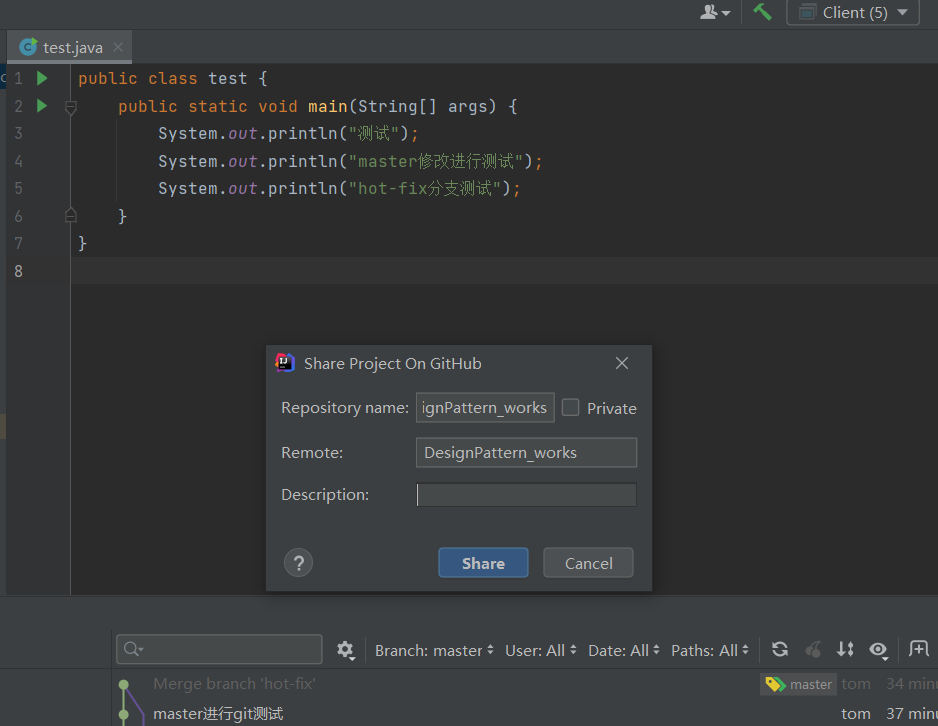 Client (5)
test.java
1 public class test {
2 public static void main(String[] args) {
3 System.out.println("测试");
4 System.out.println("master修改进行测试");
5 System.out.println("hot-fix分支测试");
6 }
7 }
8
Share Project On GitHub
Repository name: ignPattern_works Private
Remote: DesignPattern_works
Description:
? Share Cancel
Branch: master User: All Date: All Paths: All
Merge branch 'hot-fix' master tom 34 minu
master进行git测试 tom 37 minu